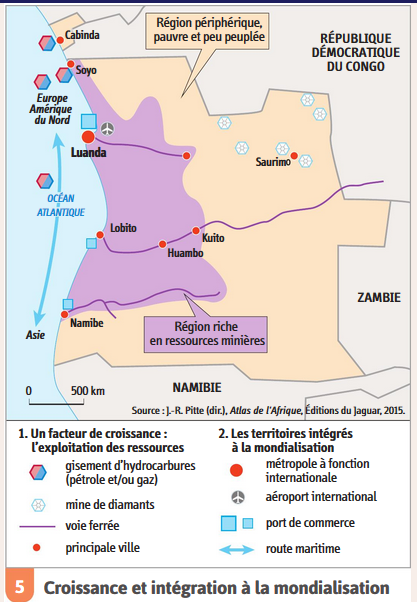 Cabinda
Région périphérique,
pauvre et peu peuplée
RÉPUBLIQUE
DÉMOCRATIQUE
DU CONGO
Soyo
Europe
Amérique
du Nord
Luanda
Saurimo
OCÉAN
ATLANTIQUE
Lobito
Kuito
Huambo
ZAMBIE
Namibe
Région riche
en ressources minières
Asie
NAMIBIE
0 500 km
Source : J.-R. Pitte (dir.), Atlas de l'Afrique, Éditions du Jaguar, 2015.
1. Un facteur de croissance :
l'exploitation des ressources
gisement d'hydrocarbures
(pétrole et/ou gaz)
mine de diamants
voie ferrée
principale ville
2. Les territoires intégrés
à la mondialisation
métropole à fonction
internationale
aéroport international
port de commerce
route maritime
5 Croissance et intégration à la mondialisation